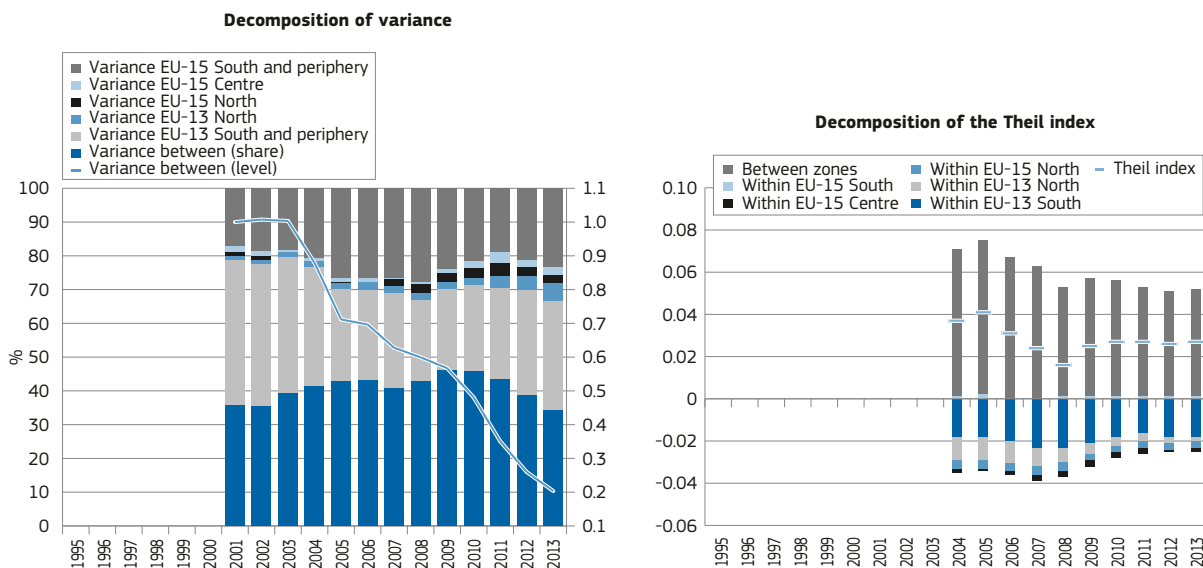 Decomposition of variance
Variance EU-15 South and periphery
Variance EU-15 Centre
Variance EU-15 North
Variance EU-13 North
Variance EU-13 South and periphery
Variance between (share)
Variance between (level)
%
100
90
80
70
60
50
40
30
20
10
0
1.1
1.0
0.9
0.8
0.7
0.6
0.5
0.4
0.3
0.2
0.1
1995 1996 1997 1998 1999 2000 2001 2002 2003 2004 2005 2006 2007 2008 2009 2010 2011 2012 2013
Decomposition of the Theil index
Between zones Within EU-15 North Theil index
Within EU-15 South Within EU-13 North
Within EU-15 Centre Within EU-13 South
0.10
0.08
0.06
0.04
0.02
0
-0.02
-0.04
-0.06
1995 1996 1997 1998 1999 2000 2001 2002 2003 2004 2005 2006 2007 2008 2009 2010 2011 2012 2013